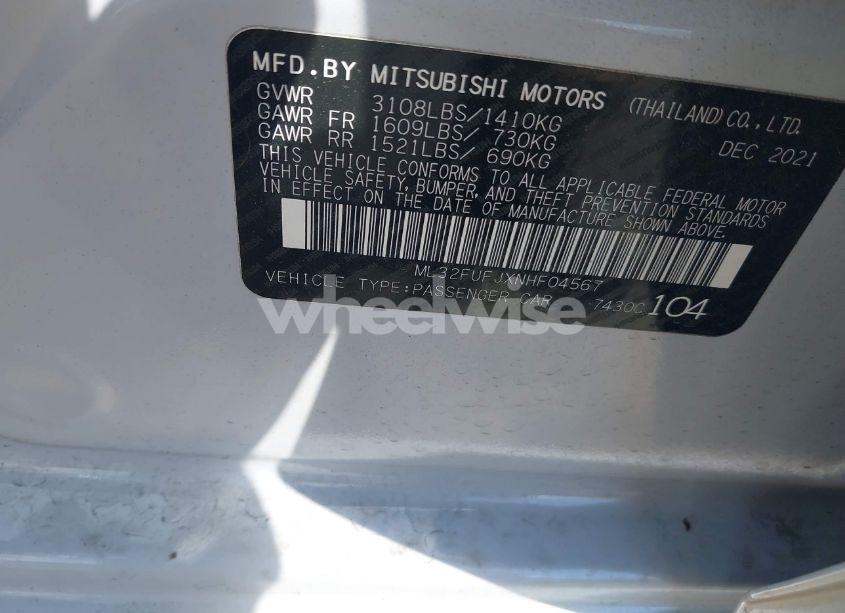 MFD.BY MITSUBISHI MOTORS (THAILAND) CO., LTD.
GVWR 3108LBS/1410KG DEC 2021
GAWR FR 1609LBS/ 730KG
GAWR RR 1521LBS/ 690KG
THIS VEHICLE CONFORMS TO ALL APPLICABLE FEDERAL MOTOR
VEHICLE SAFETY, BUMPER, AND THEFT PREVENTION STANDARDS
IN EFFECT ON THE DATE OF MANUFACTURE SHOWN ABOVE.
ML32FUFJXNHF04567
VEHICLE TYPE:PASSENGER CAR 7430C 104
wheelwise